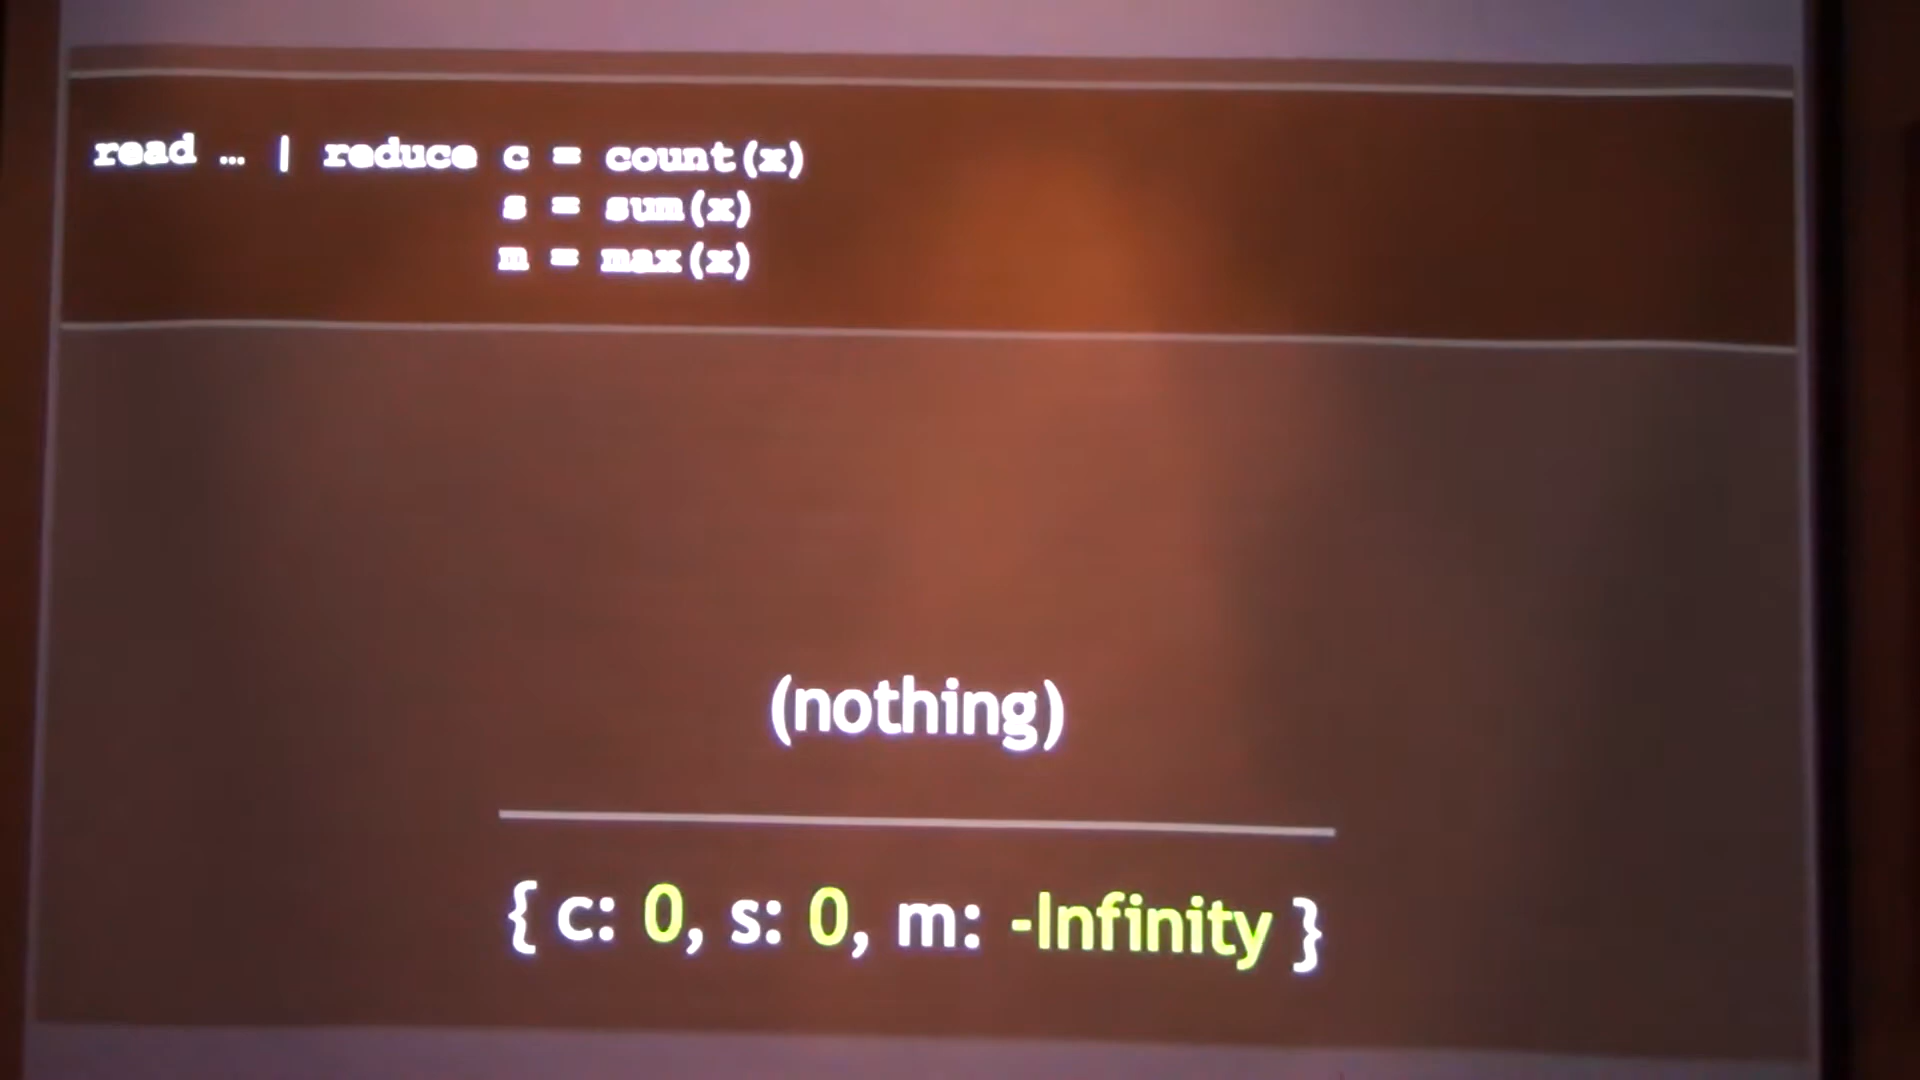 read … | reduce c = count(x)
s = sum(x)
m = max(x)
(nothing)
{ c: 0, s: 0, m: -Infinity }